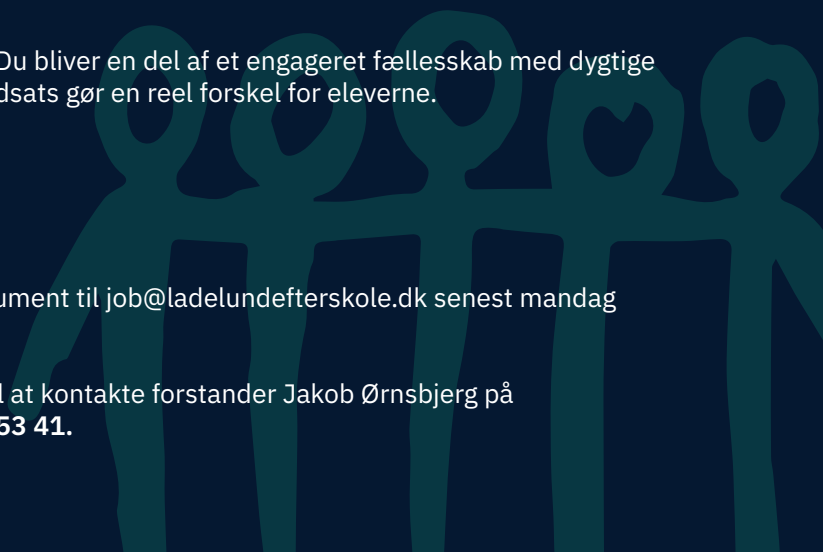 Du bliver en del af et engageret fællesskab med dygtige
dsats gør en reel forskel for eleverne.
ument til job@ladelundefterskole.dk senest mandag
l at kontakte forstander Jakob Ørnsbjerg på
53 41.